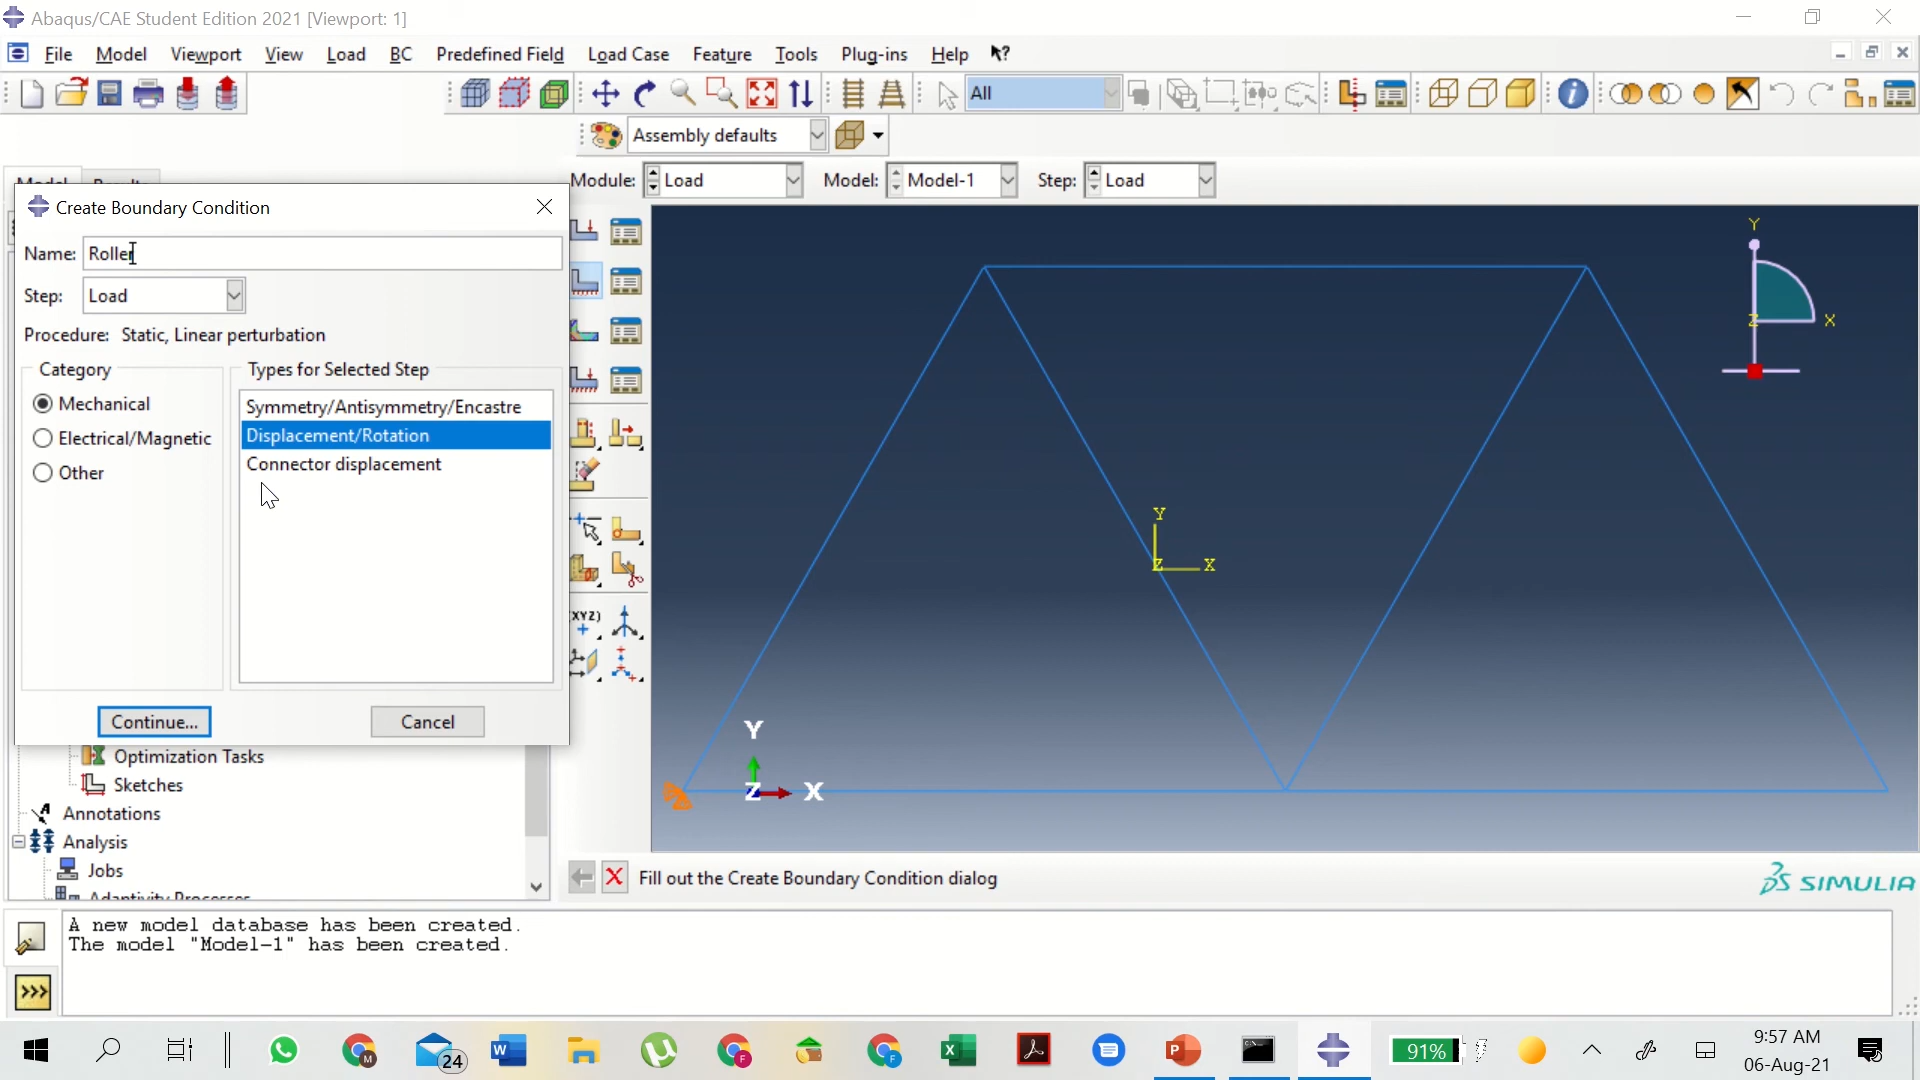 Abaqus/CAE Student Edition 2021 [Viewport: 1]
File Model Viewport View Load BC Predefined Field Load Case Feature Tools Plug-ins Help
All
Assembly defaults
Module: Load Model: Model-1 Step: Load
Model Results
Create Boundary Condition
Name: Roller
Step: Load
Procedure: Static, Linear perturbation
Category
Mechanical
Electrical/Magnetic
Other
Types for Selected Step
Symmetry/Antisymmetry/Encastre
Displacement/Rotation
Connector displacement
Continue... Cancel
Optimization Tasks
Sketches
Annotations
Analysis
Jobs
Adaptivity Processes
(XYZ)
Y
Z X
Y
Z X
Y
Z X
Fill out the Create Boundary Condition dialog
SIMULIA
A new model database has been created.
The model "Model-1" has been created.
>>>
24
91%
9:57 AM
06-Aug-21